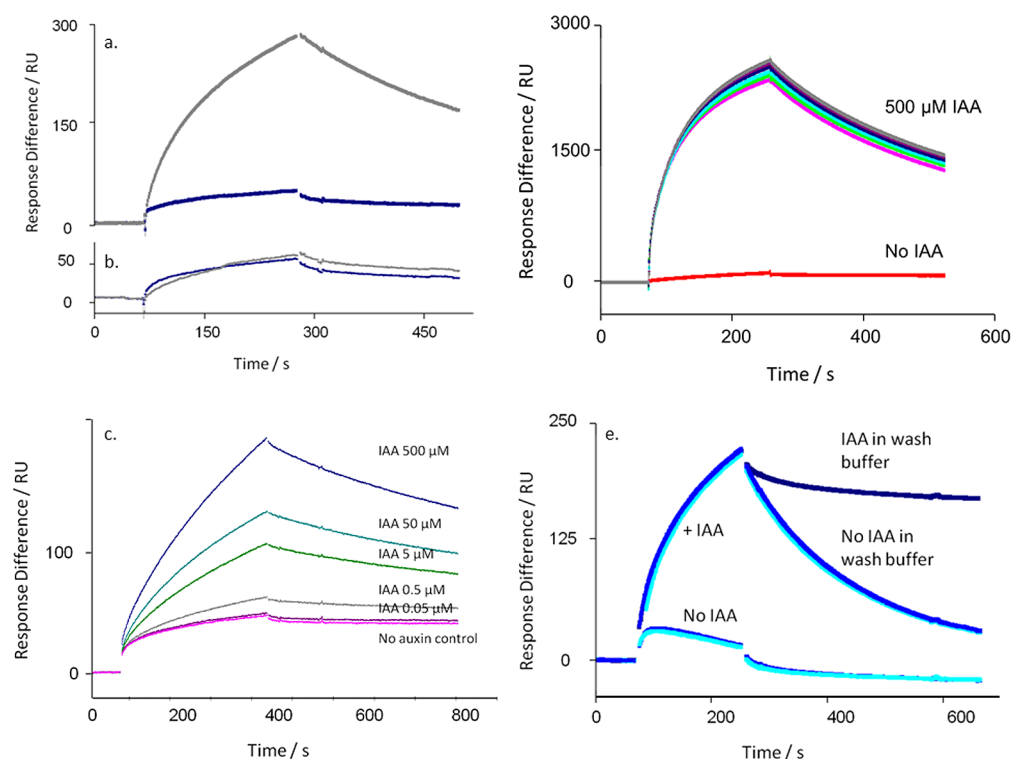 300
a.
150
0
Response Difference / RU
50
b.
0
0
150
300
450
Time / s
3000
500 µM IAA
1500
No IAA
0
Response Difference / RU
0
200
400
600
Time / s
c.
IAA 500 µM
IAA 50 µM
100
IAA 5 µM
IAA 0.5 µM
IAA 0.05 µM
No auxin control
0
Response Difference / RU
0
200
400
600
800
Time / s
250
e.
IAA in wash
buffer
125
+ IAA
No IAA in
wash buffer
No IAA
0
Response Difference / RU
0
200
400
600
Time / s